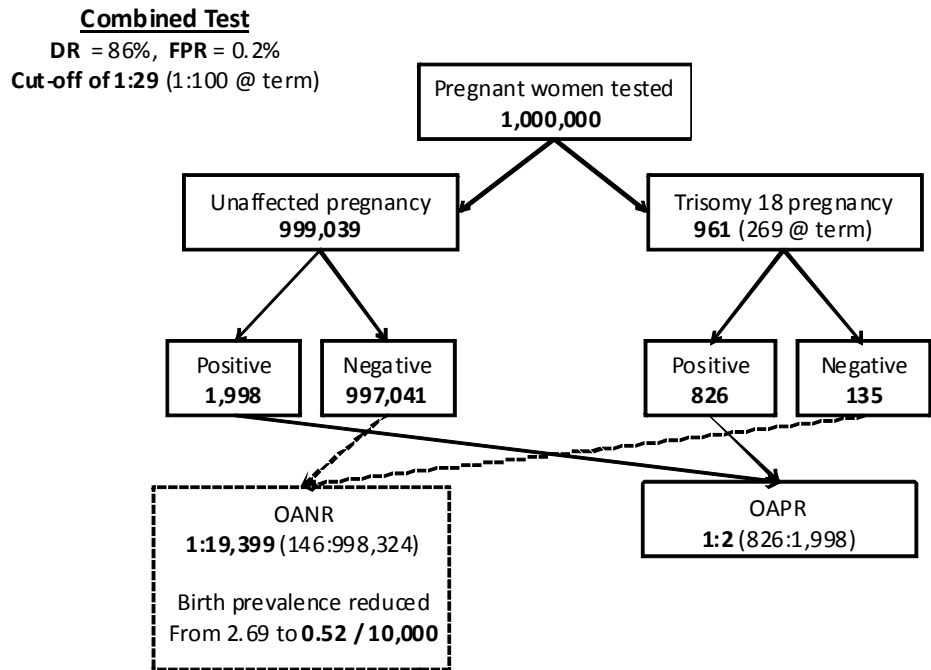 Combined Test
DR = 86%, FPR = 0.2%
Cut-off of 1:29 (1:100 @ term)
Pregnant women tested
1,000,000
Unaffected pregnancy
999,039
Trisomy 18 pregnancy
961 (269 @ term)
Positive
1,998
Negative
997,041
Positive
826
Negative
135
OANR
1:19,399 (146:998,324)
Birth prevalence reduced
From 2.69 to 0.52 / 10,000
OAPR
1:2 (826:1,998)